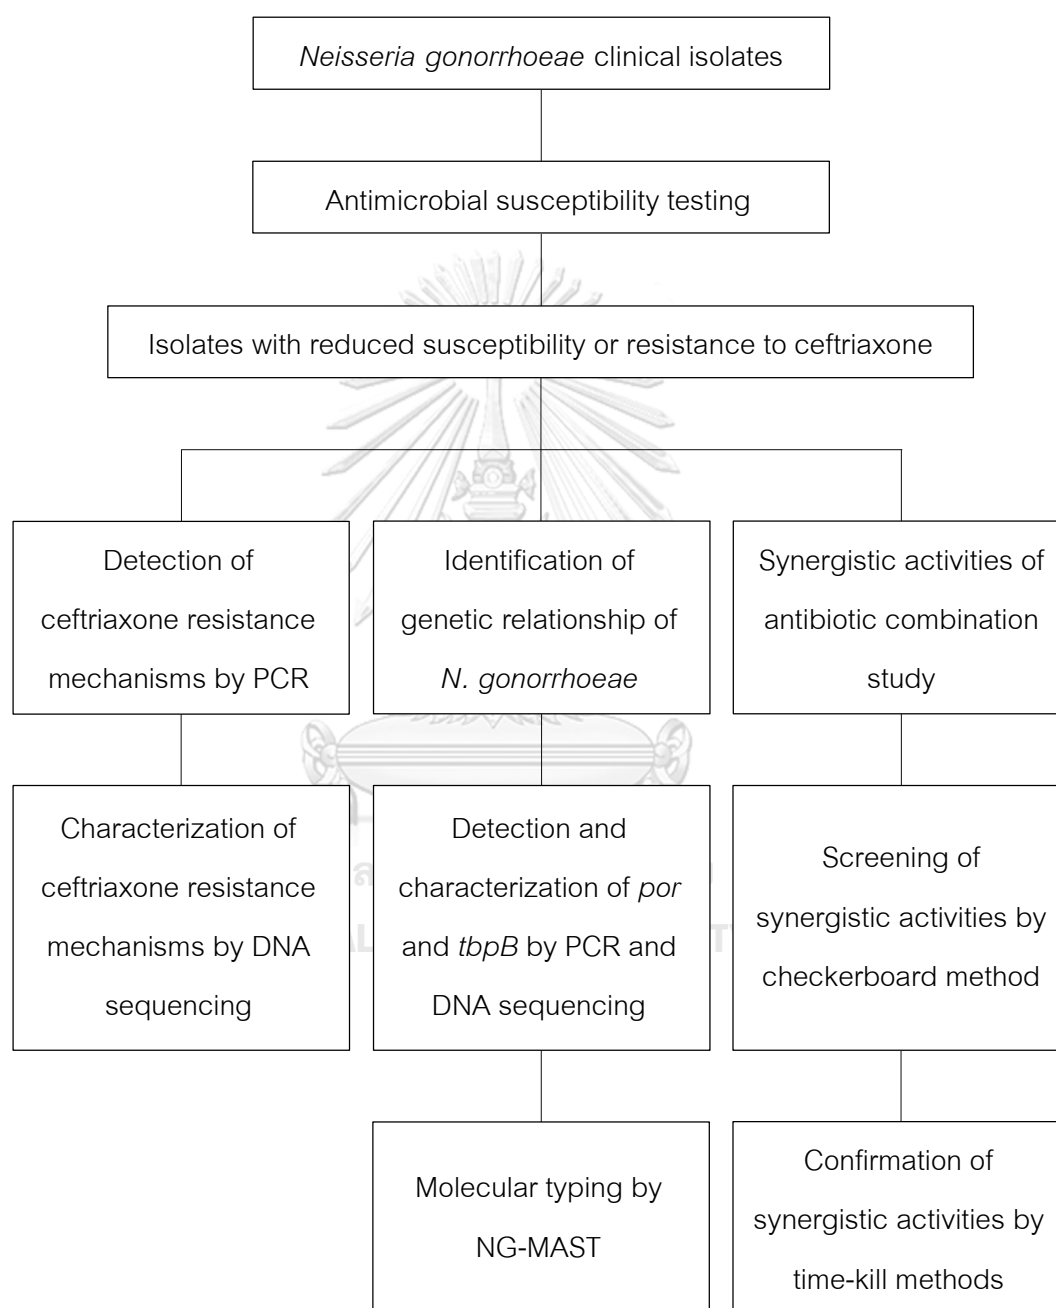 Neisseria gonorrhoeae clinical isolates
Antimicrobial susceptibility testing
Isolates with reduced susceptibility or resistance to ceftriaxone
Detection of
ceftriaxone resistance
mechanisms by PCR
Identification of
genetic relationship of
N. gonorrhoeae
Synergistic activities of
antibiotic combination
study
Characterization of
ceftriaxone resistance
mechanisms by DNA
sequencing
Detection and
characterization of por
and tbpB by PCR and
DNA sequencing
Screening of
synergistic activities by
checkerboard method
Molecular typing by
NG-MAST
Confirmation of
synergistic activities by
time-kill methods